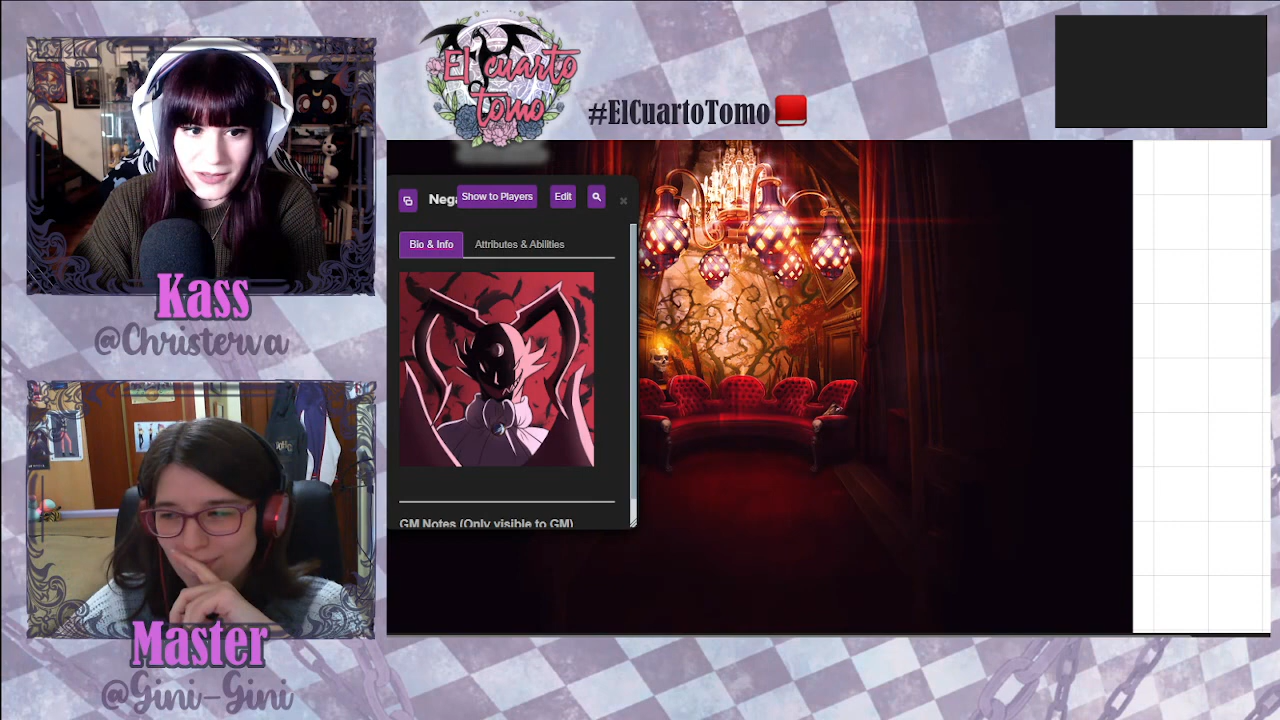 El cuarto
tomo
#ElCuartoTomo
Nega
Show to Players
Edit
Bio & Info
Attributes & Abilities
GM Notes (Only visible to GM)
Kass
@Christerva
Master
@Gini-Gini